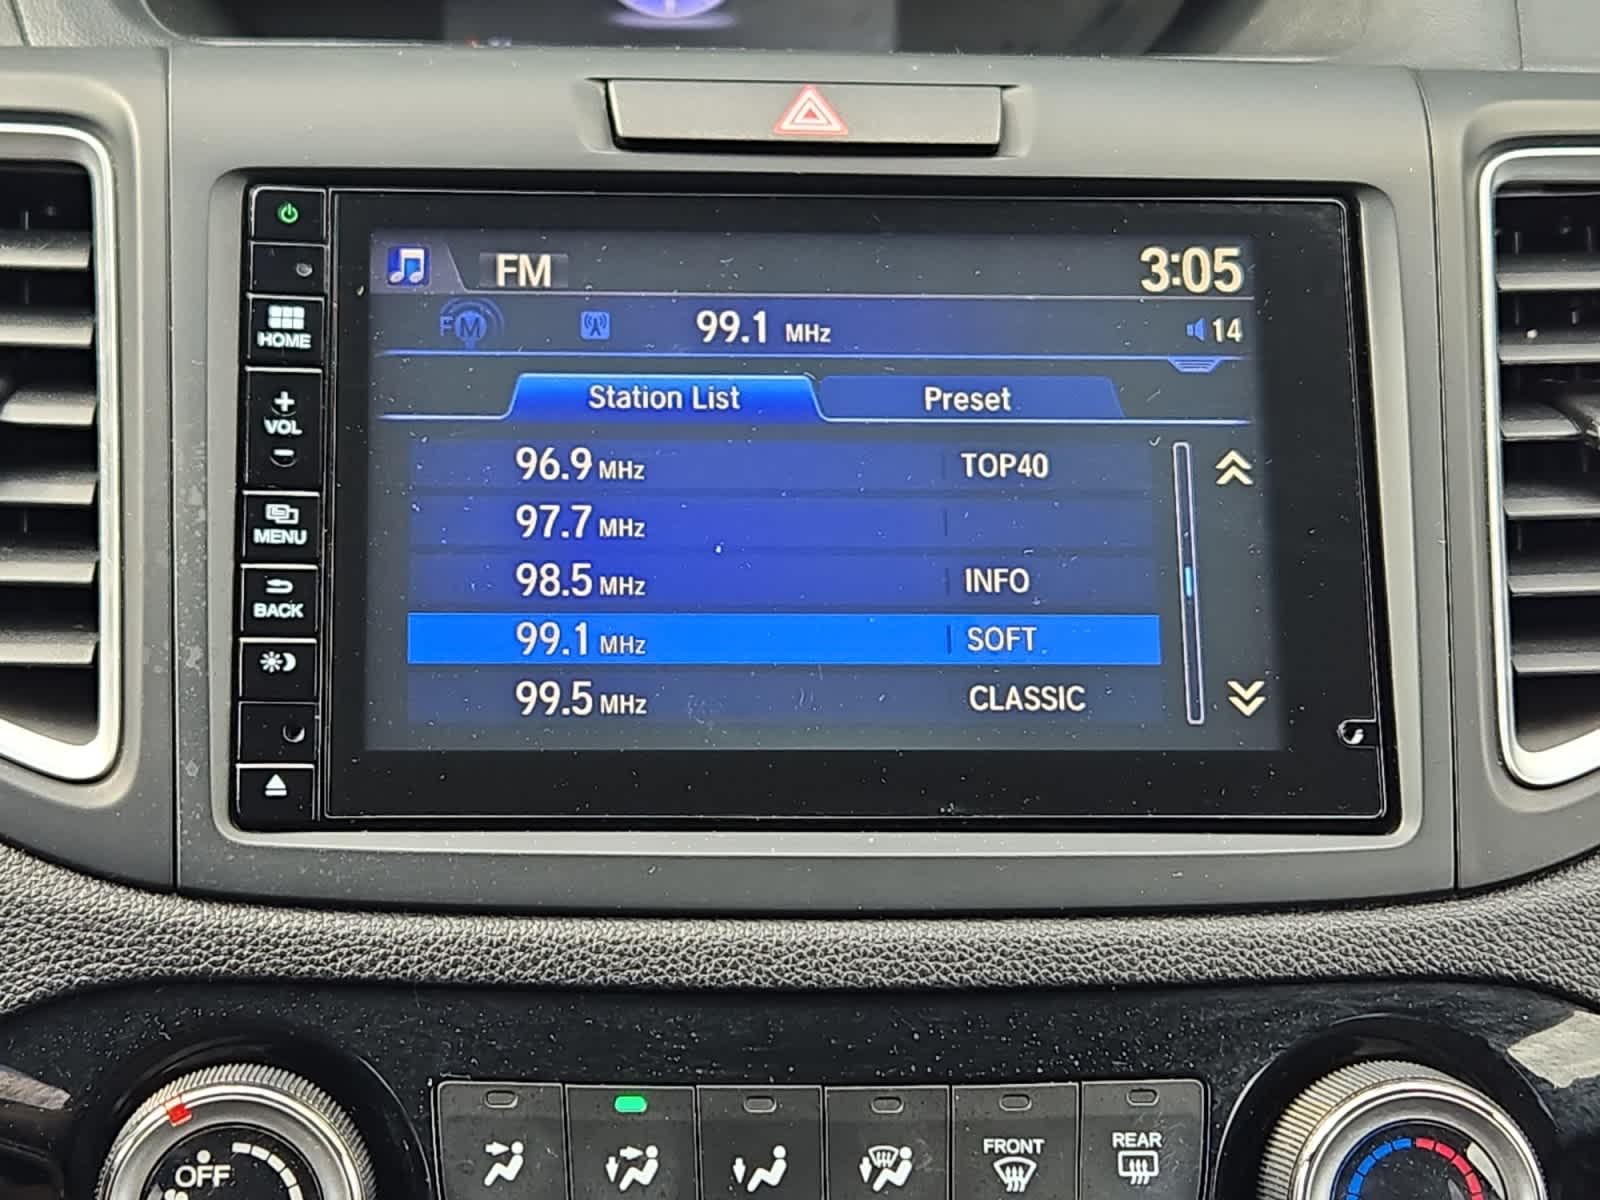 FM 3:05
FM 99.1 MHz 14
Station List Preset
96.9 MHz TOP40
97.7 MHz
98.5 MHz INFO
99.1 MHz SOFT
99.5 MHz CLASSIC
HOME
+
VOL
-
MENU
BACK
OFF
FRONT
REAR